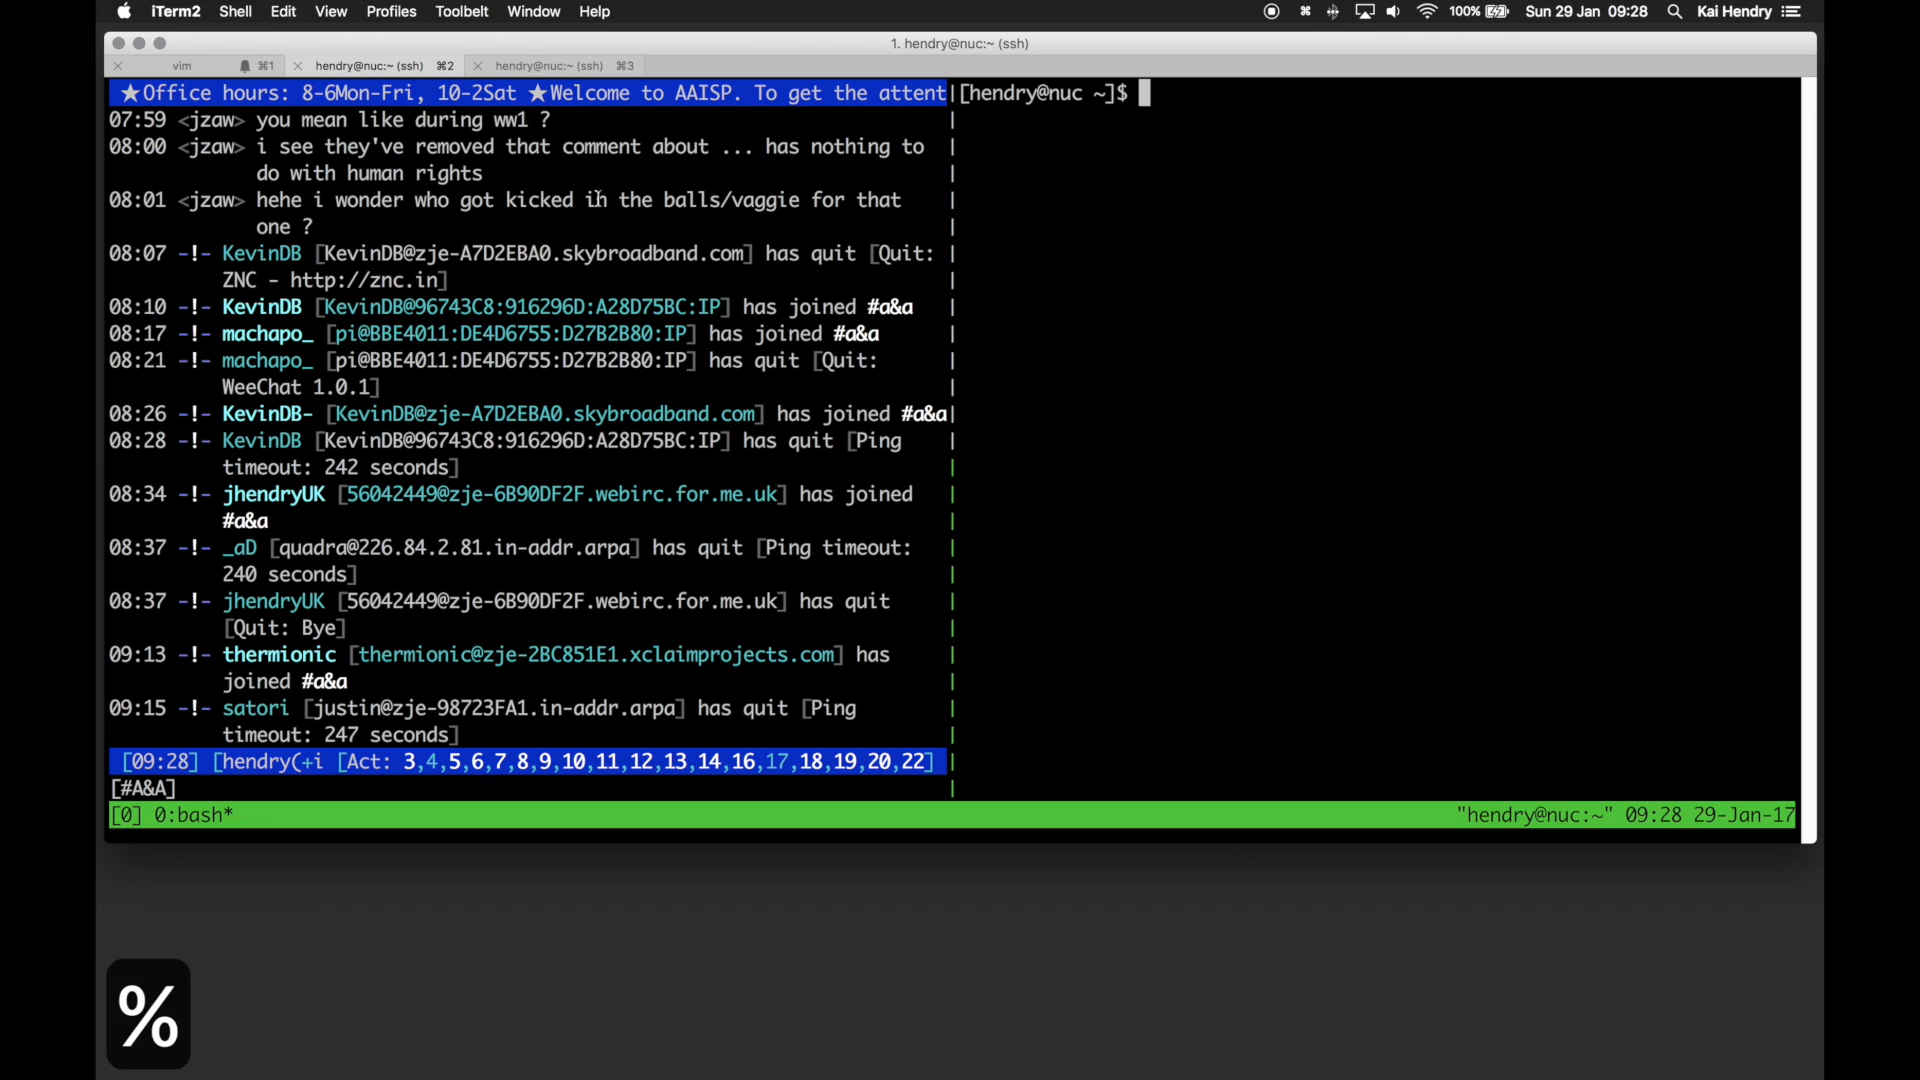 iTerm2 Shell Edit View Profiles Toolbelt Window Help 100% Sun 29 Jan 09:28 Kai Hendry
1. hendry@nuc:~ (ssh)
vim ⌘1 hendry@nuc:~ (ssh) ⌘2 hendry@nuc:~ (ssh) ⌘3
★Office hours: 8-6Mon-Fri, 10-2Sat ★Welcome to AAISP. To get the attent|[hendry@nuc ~]$
07:59 <jzaw> you mean like during ww1 ?
08:00 <jzaw> i see they've removed that comment about ... has nothing to
do with human rights
08:01 <jzaw> hehe i wonder who got kicked in the balls/vaggie for that
one ?
08:07 -!- KevinDB [KevinDB@zje-A7D2EBA0.skybroadband.com] has quit [Quit:
ZNC - http://znc.in]
08:10 -!- KevinDB [KevinDB@96743C8:916296D:A28D75BC:IP] has joined #a&a
08:17 -!- machapo_ [pi@BBE4011:DE4D6755:D27B2B80:IP] has joined #a&a
08:21 -!- machapo_ [pi@BBE4011:DE4D6755:D27B2B80:IP] has quit [Quit:
WeeChat 1.0.1]
08:26 -!- KevinDB- [KevinDB@zje-A7D2EBA0.skybroadband.com] has joined #a&a
08:28 -!- KevinDB [KevinDB@96743C8:916296D:A28D75BC:IP] has quit [Ping
timeout: 242 seconds]
08:34 -!- jhendryUK [56042449@zje-6B90DF2F.webirc.for.me.uk] has joined
#a&a
08:37 -!- _aD [quadra@226.84.2.81.in-addr.arpa] has quit [Ping timeout:
240 seconds]
08:37 -!- jhendryUK [56042449@zje-6B90DF2F.webirc.for.me.uk] has quit
[Quit: Bye]
09:13 -!- thermionic [thermionic@zje-2BC851E1.xclaimprojects.com] has
joined #a&a
09:15 -!- satori [justin@zje-98723FA1.in-addr.arpa] has quit [Ping
timeout: 247 seconds]
[09:28] [hendry(+i [Act: 3,4,5,6,7,8,9,10,11,12,13,14,16,17,18,19,20,22]
[#A&A]
[0] 0:bash* "hendry@nuc:~" 09:28 29-Jan-17
%